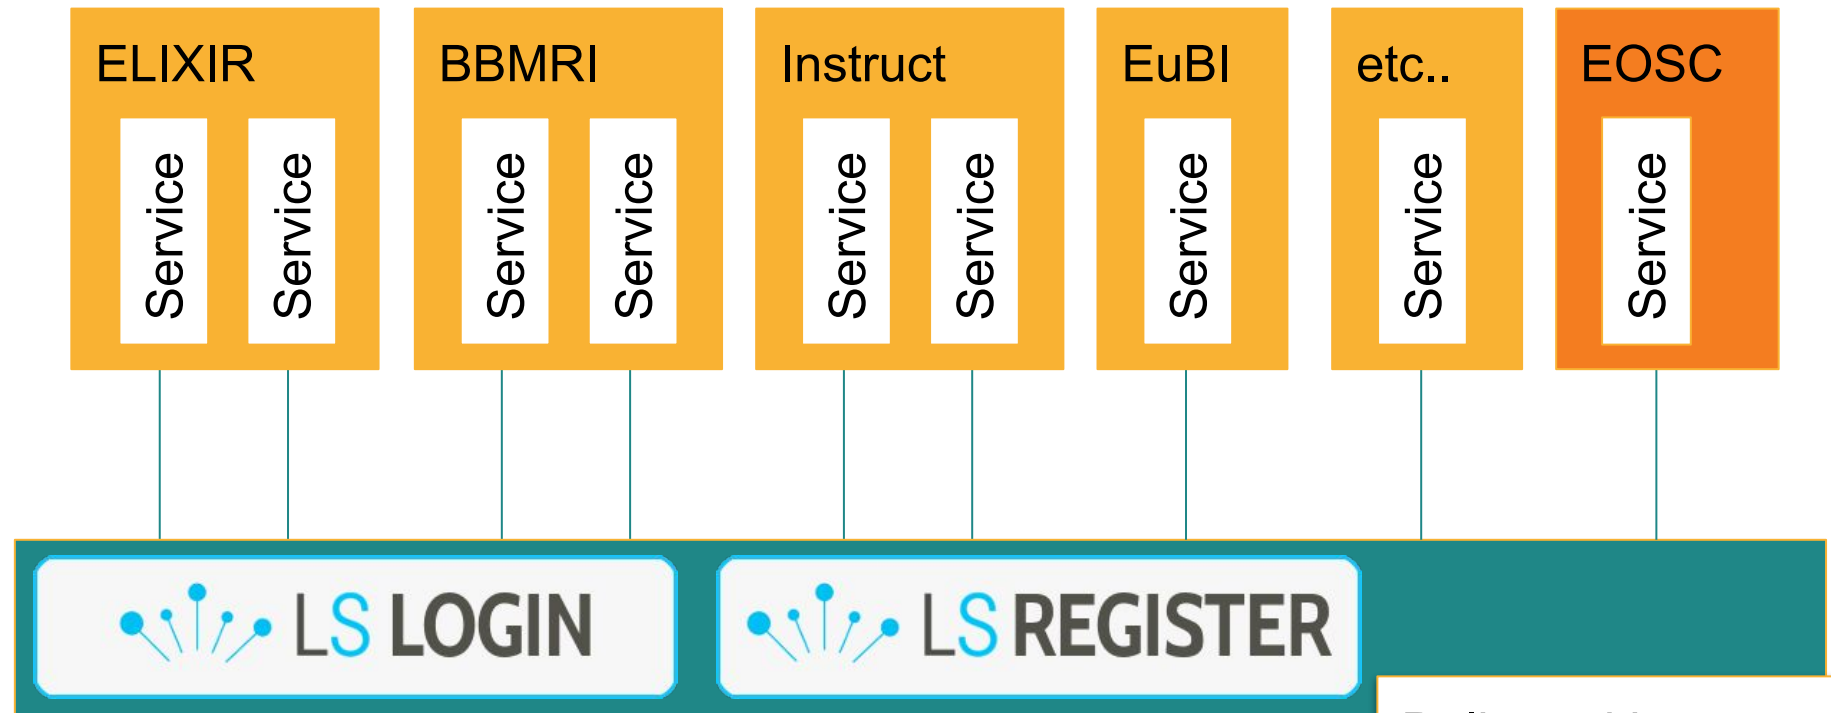 ELIXIR
BBMRI
Instruct
EuBI
etc..
EOSC
Service
Service
Service
Service
Service
Service
Service
Service
Service
LS LOGIN
LS REGISTER